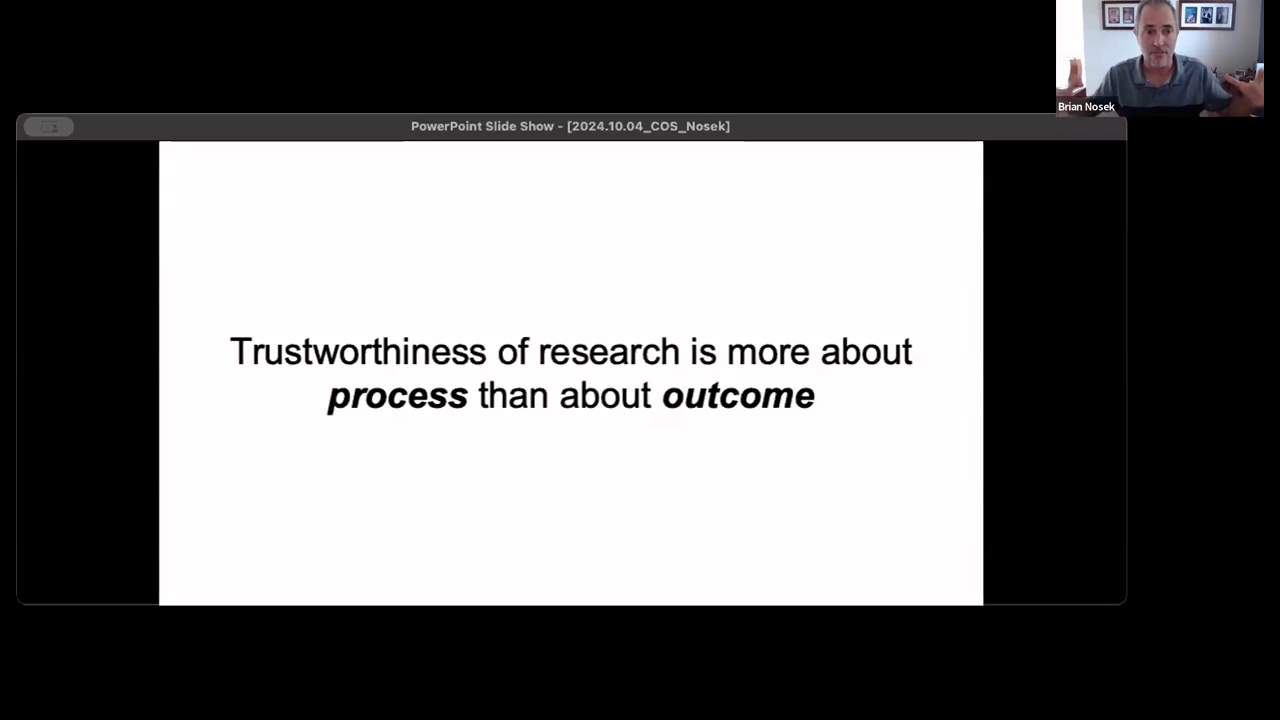 Brian Nosek
PowerPoint Slide Show - [2024.10.04_COS_Nosek]
Trustworthiness of research is more about
process than about outcome